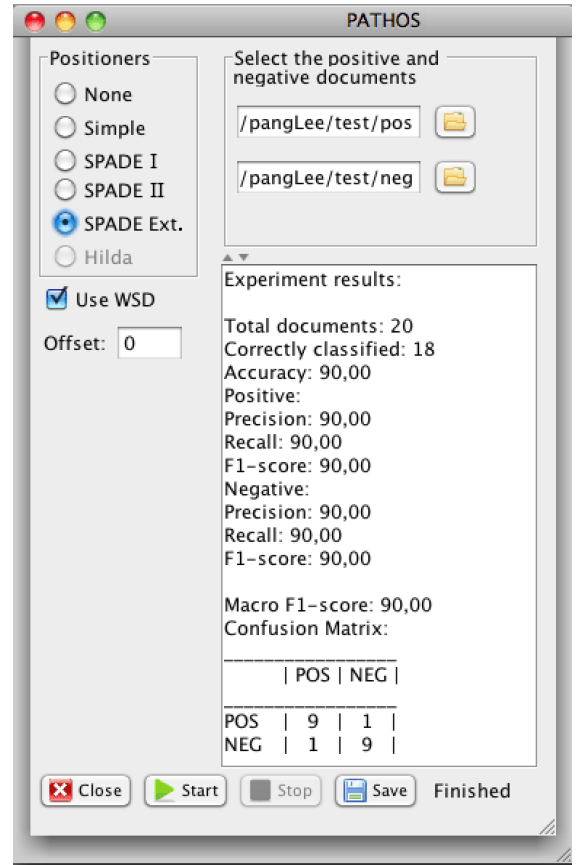 PATHOS
Positioners
None
Simple
SPADE I
SPADE II
SPADE Ext.
Hilda
Use WSD
Offset: 0
Select the positive and
negative documents
/pangLee/test/pos
/pangLee/test/neg
Experiment results:
Total documents: 20
Correctly classified: 18
Accuracy: 90,00
Positive:
Precision: 90,00
Recall: 90,00
F1-score: 90,00
Negative:
Precision: 90,00
Recall: 90,00
F1-score: 90,00
Macro F1-score: 90,00
Confusion Matrix:
| POS | NEG |
POS | 9 | 1 |
NEG | 1 | 9 |
Close Start Stop Save Finished